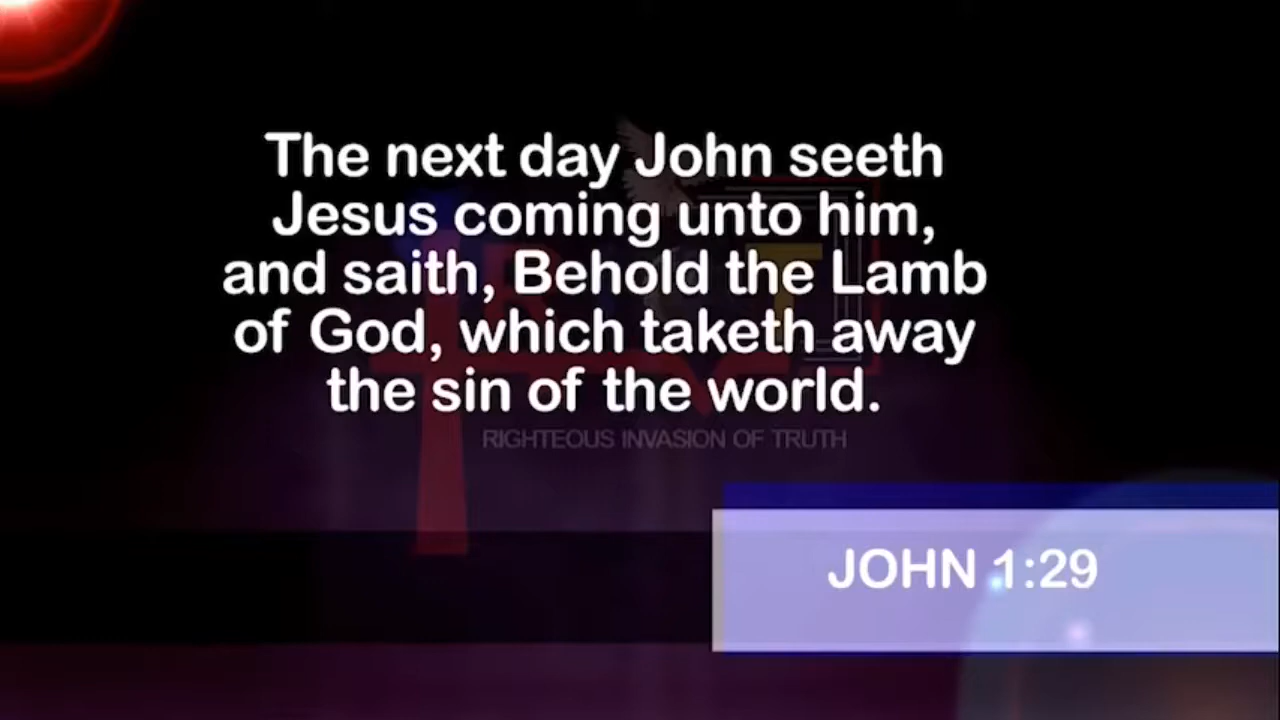 The next day John seeth
Jesus coming unto him,
and saith, Behold the Lamb
of God, which taketh away
the sin of the world.
RIGHTEOUS INVASION OF TRUTH
JOHN 1:29